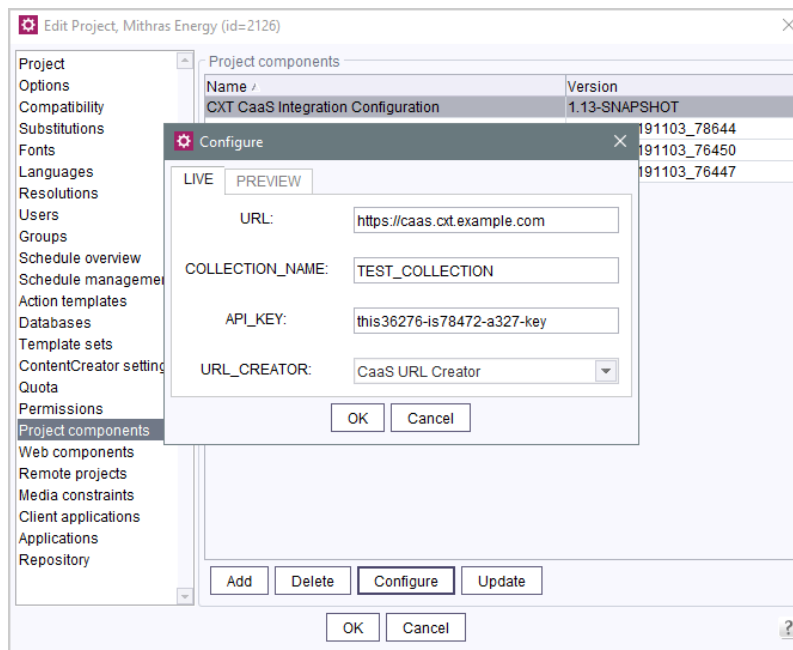 Edit Project, Mithras Energy (id=2126)
Project
Options
Compatibility
Substitutions
Fonts
Languages
Resolutions
Users
Groups
Schedule overview
Schedule managemen
Action templates
Databases
Template sets
ContentCreator setting
Quota
Permissions
Project components
Web components
Remote projects
Media constraints
Client applications
Applications
Repository
Project components
Name Version
CXT CaaS Integration Configuration 1.13-SNAPSHOT
191103_78644
191103_76450
191103_76447
Configure
LIVE PREVIEW
URL: https://caas.cxt.example.com
COLLECTION_NAME: TEST_COLLECTION
API_KEY: this36276-is78472-a327-key
URL_CREATOR: CaaS URL Creator
OK Cancel
Add Delete Configure Update
OK Cancel
?